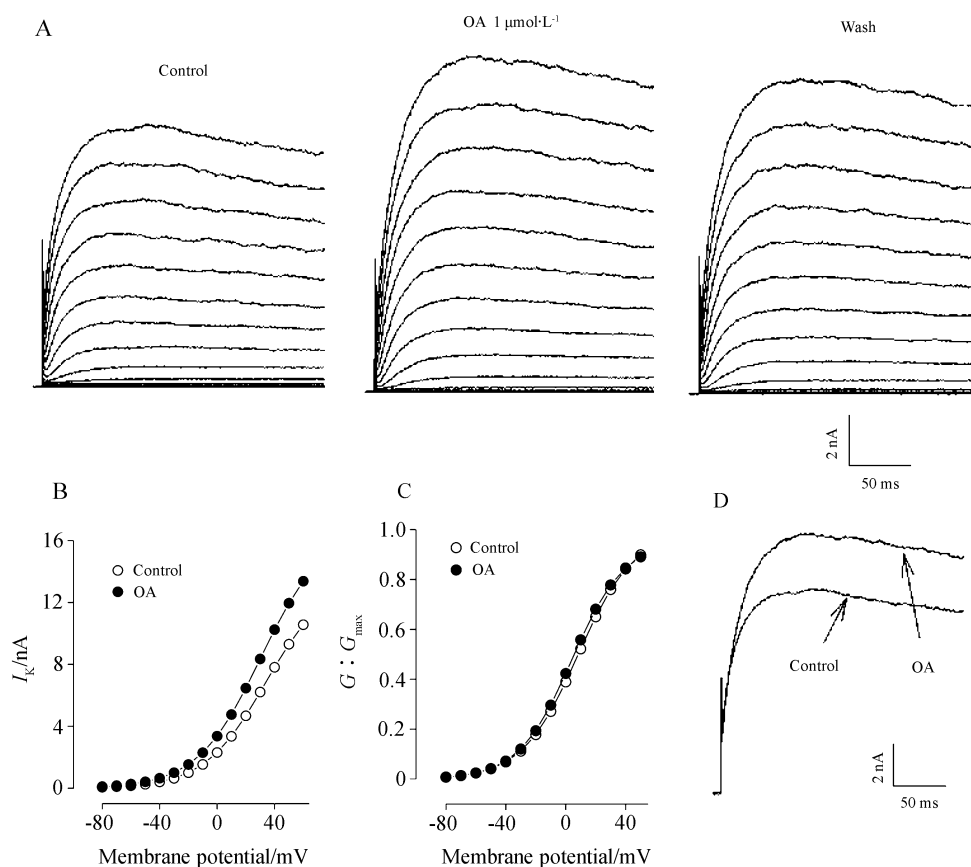 A
Control
OA 1 μmol·L⁻¹
Wash
2 nA
50 ms
B
16
12
8
4
0
Control
OA
I_K/nA
-80
-40
0
40
Membrane potential/mV
C
1.0
0.8
0.6
0.4
0.2
0
Control
OA
G : G_max
-80
-40
0
40
Membrane potential/mV
D
Control
OA
2 nA
50 ms